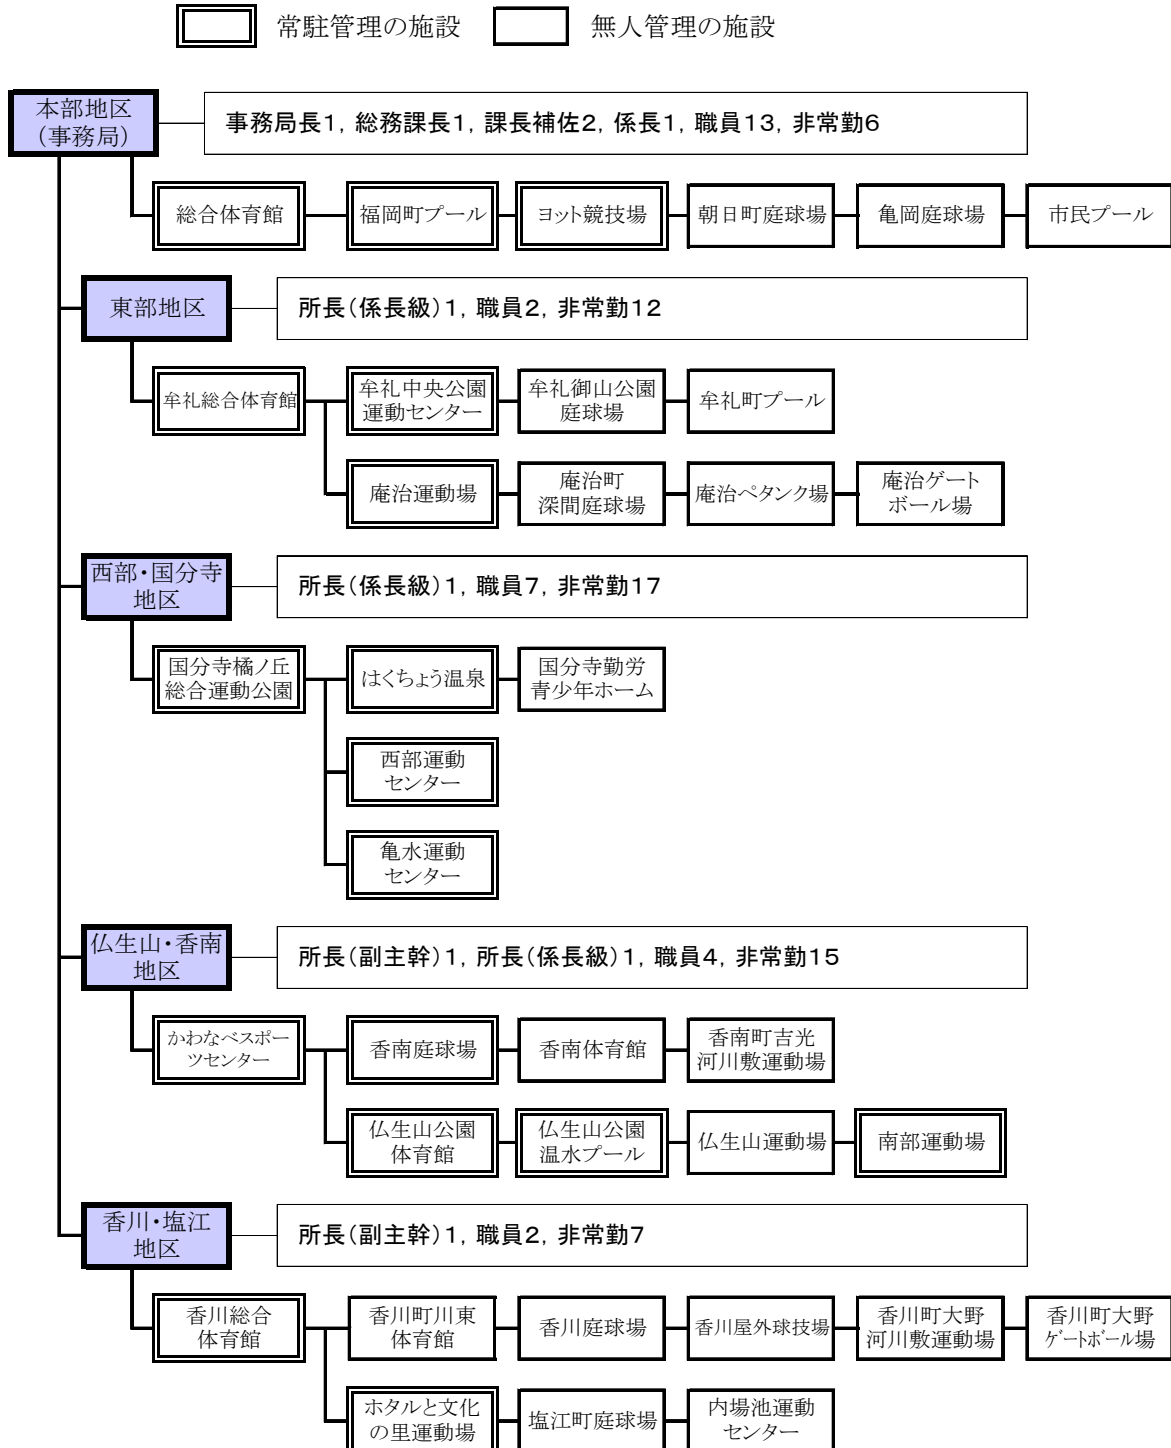 常駐管理の施設
無人管理の施設
本部地区
(事務局)
事務局長1，総務課長1，課長補佐2，係長1，職員13，非常勤6
総合体育館
福岡町プール
ヨット競技場
朝日町庭球場
亀岡庭球場
市民プール
東部地区
所長(係長級)1，職員2，非常勤12
牟礼総合体育館
牟礼中央公園
運動センター
牟礼御山公園
庭球場
牟礼町プール
庵治運動場
庵治町
深間庭球場
庵治ペタンク場
庵治ゲート
ボール場
西部・国分寺
地区
所長(係長級)1，職員7，非常勤17
国分寺橘ノ丘
総合運動公園
はくちょう温泉
国分寺勤労
青少年ホーム
西部運動
センター
亀水運動
センター
仏生山・香南
地区
所長(副主幹)1，所長(係長級)1，職員4，非常勤15
かわなべスポー
ツセンター
香南庭球場
香南体育館
香南町吉光
河川敷運動場
仏生山公園
体育館
仏生山公園
温水プール
仏生山運動場
南部運動場
香川・塩江
地区
所長(副主幹)1，職員2，非常勤7
香川総合
体育館
香川町川東
体育館
香川庭球場
香川屋外球技場
香川町大野
河川敷運動場
香川町大野
ゲートボール場
ホタルと文化
の里運動場
塩江町庭球場
内場池運動
センター